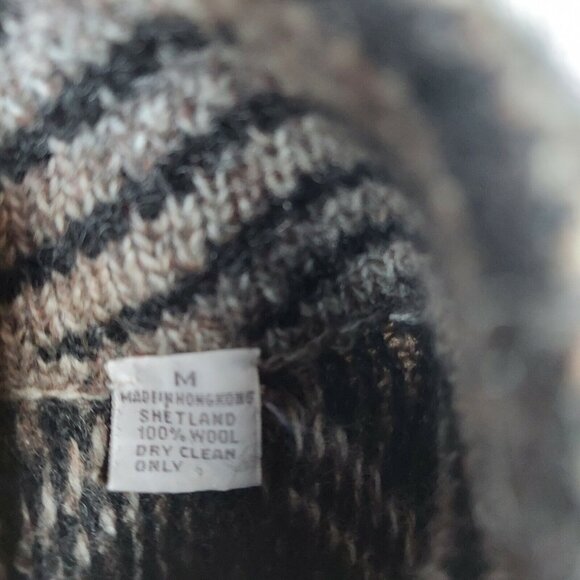 M
MADE IN HONG KONG
SHETLAND
100% WOOL
DRY CLEAN
ONLY